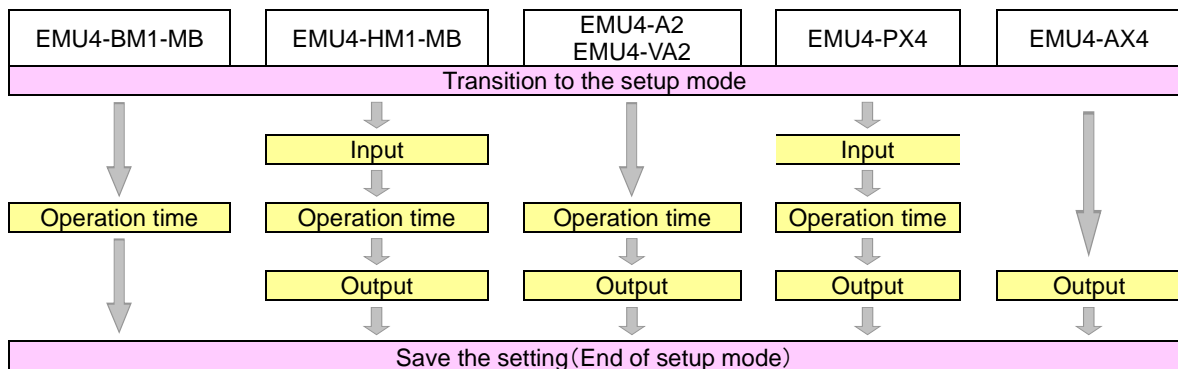 EMU4-BM1-MB
EMU4-HM1-MB
EMU4-A2
EMU4-VA2
EMU4-PX4
EMU4-AX4
Transition to the setup mode
Input
Input
Operation time
Operation time
Operation time
Operation time
Output
Output
Output
Output
Save the setting(End of setup mode)